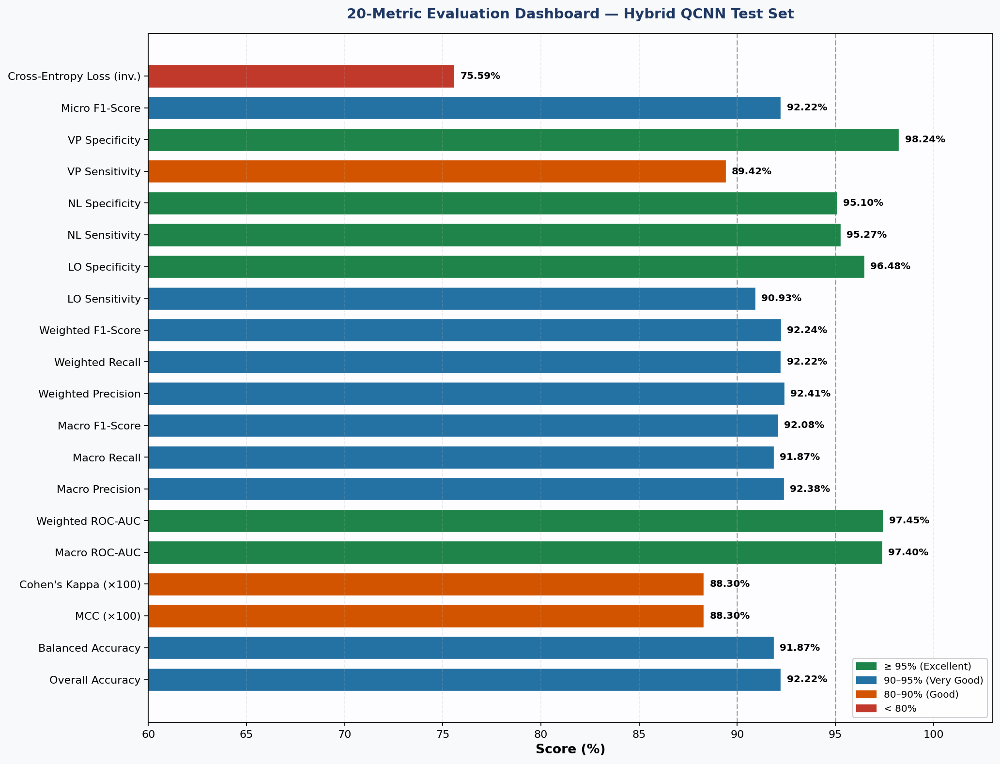 20-Metric Evaluation Dashboard — Hybrid QCNN Test Set
Cross-Entropy Loss (inv.) 75.59%
Micro F1-Score 92.22%
VP Specificity 98.24%
VP Sensitivity 89.42%
NL Specificity 95.10%
NL Sensitivity 95.27%
LO Specificity 96.48%
LO Sensitivity 90.93%
Weighted F1-Score 92.24%
Weighted Recall 92.22%
Weighted Precision 92.41%
Macro F1-Score 92.08%
Macro Recall 91.87%
Macro Precision 92.38%
Weighted ROC-AUC 97.45%
Macro ROC-AUC 97.40%
Cohen's Kappa (×100) 88.30%
MCC (×100) 88.30%
Balanced Accuracy 91.87%
Overall Accuracy 92.22%
≥ 95% (Excellent)
90–95% (Very Good)
80–90% (Good)
< 80%
60 65 70 75 80 85 90 95 100
Score (%)